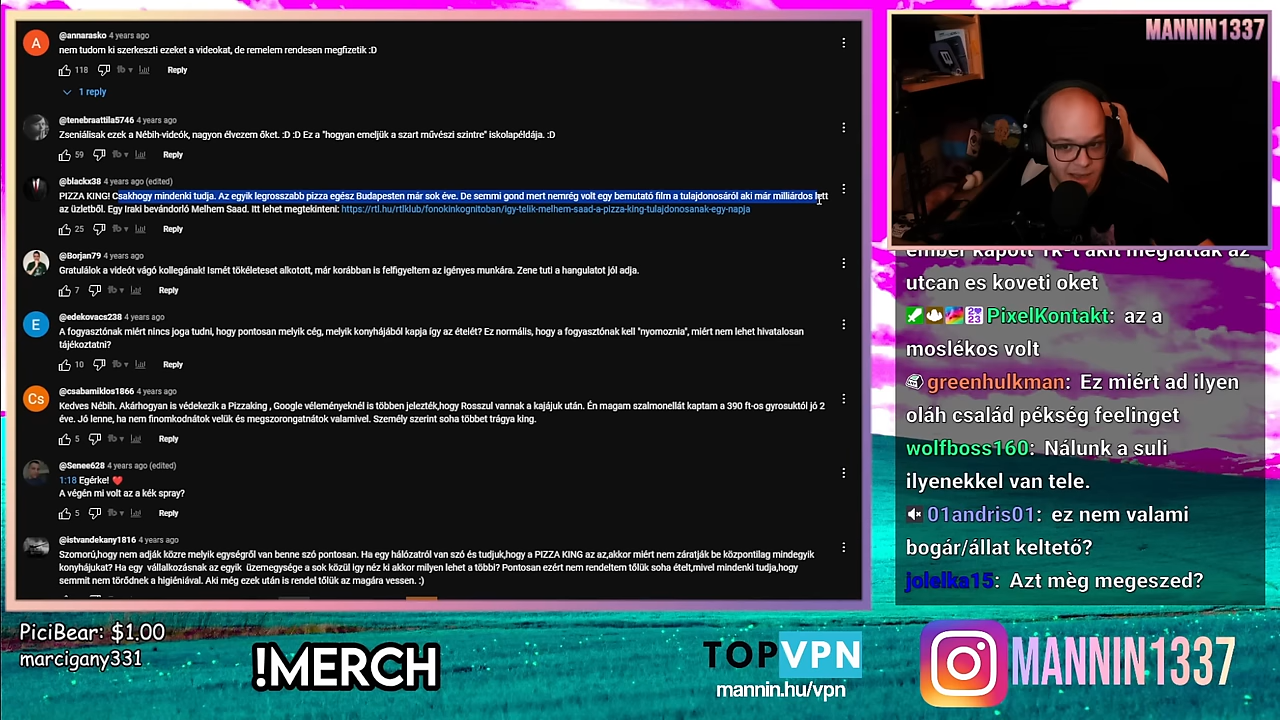 A
@annarasko 4 years ago
nem tudom ki szerkeszti ezeket a videokat, de remelem rendesen megfizetik :D
118 Reply
1 reply
@tenebraattila5746 4 years ago
Zseniálisak ezek a Nébih-videók, nagyon élvezem őket. :D :D Ez a "hogyan emeljük a szart művészi szintre" iskolapéldája. :D
59 Reply
@blackx38 4 years ago (edited)
PIZZA KING! Csakhogy mindenki tudja. Az egyik legrosszabb pizza egész Budapesten már sok éve. De semmi gond mert nemrég volt egy bemutató film a tulajdonosáról aki már milliárdos lett
az üzletből. Egy Iraki bevándorló Melhem Saad. Itt lehet megtekinteni: https://rtl.hu/rtlklub/fonokinkognitoban/igy-telik-melhem-saad-a-pizza-king-tulajdonosanak-egy-napja
25 Reply
@Borjan79 4 years ago
Gratulálok a videót vágó kollegának! Ismét tökéleteset alkotott, már korábban is felfigyeltem az igényes munkára. Zene tuti a hangulatot jól adja.
7 Reply
E
@edekovacs238 4 years ago
A fogyasztónak miért nincs joga tudni, hogy pontosan melyik cég, melyik konyhájából kapja így az ételét? Ez normális, hogy a fogyasztónak kell "nyomoznia", miért nem lehet hivatalosan
tájékoztatni?
10 Reply
Cs
@csabamiklos1866 4 years ago
Kedves Nébih. Akárhogyan is védekezik a Pizzaking , Google véleményeknél is többen jelezték,hogy Rosszul vannak a kajájuk után. Én magam szalmonellát kaptam a 390 ft-os gyrosuktól jó 2
éve. Jó lenne, ha nem finomkodnátok velük és megszorongatnátok valamivel. Személy szerint soha többet trágya king.
5 Reply
@Senee628 4 years ago (edited)
1:18 Egérke! ❤️
A végén mi volt az a kék spray?
5 Reply
@istvandekany1816 4 years ago
Szomorú,hogy nem adják közre melyik egységről van benne szó pontosan. Ha egy hálózatról van szó és tudjuk,hogy a PIZZA KING az az,akkor miért nem záratják be központilag mindegyik
konyhájukat? Ha egy vállalkozásnak az egyik üzemegysége a sok közül így néz ki akkor milyen lehet a többi? Pontosan ezért nem rendeltem tőlük soha ételt,mivel mindenki tudja,hogy
semmit nem törődnek a higiéniával. Aki még ezek után is rendel tőlük az magára vessen. :)
MANNIN1337
ember kapott 1k-t akit meglattak az
utcan es koveti oket
PixelKontakt: az a
moslékos volt
greenhulkman: Ez miért ad ilyen
oláh család pékség feelinget
wolfboss160: Nálunk a suli
ilyenekkel van tele.
01andris01: ez nem valami
bogár/állat keltető?
jolelka15: Azt mèg megeszed?
PiciBear: $1.00
marcigany331
!MERCH
TOPVPN
mannin.hu/vpn
MANNIN1337